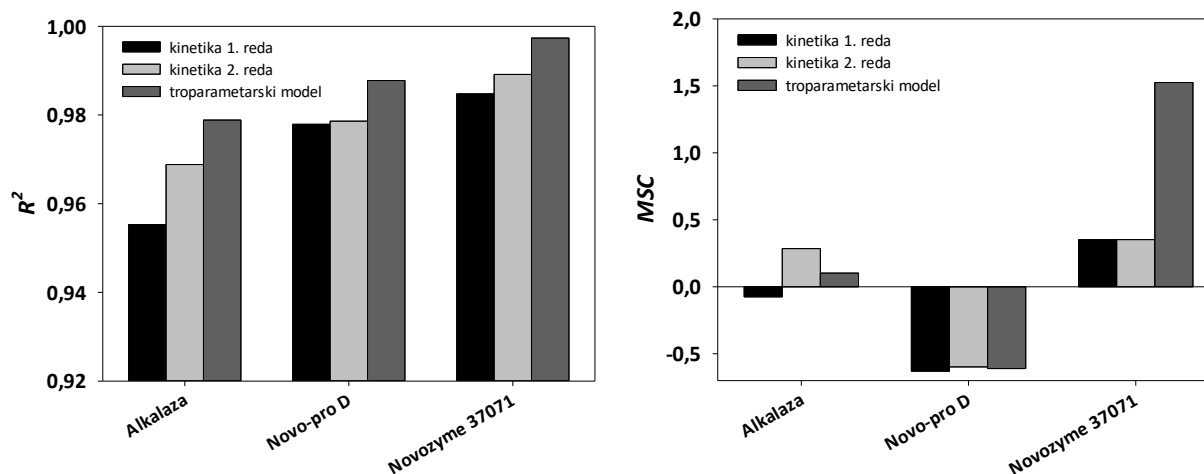 1,00
0,98
0,96
0,94
0,92
R²
kinetika 1. reda
kinetika 2. reda
troparametarski model
Alkalaza
Novo-pro D
Novozyme 37071
2,0
1,5
1,0
0,5
0,0
-0,5
MSC
kinetika 1. reda
kinetika 2. reda
troparametarski model
Alkalaza
Novo-pro D
Novozyme 37071